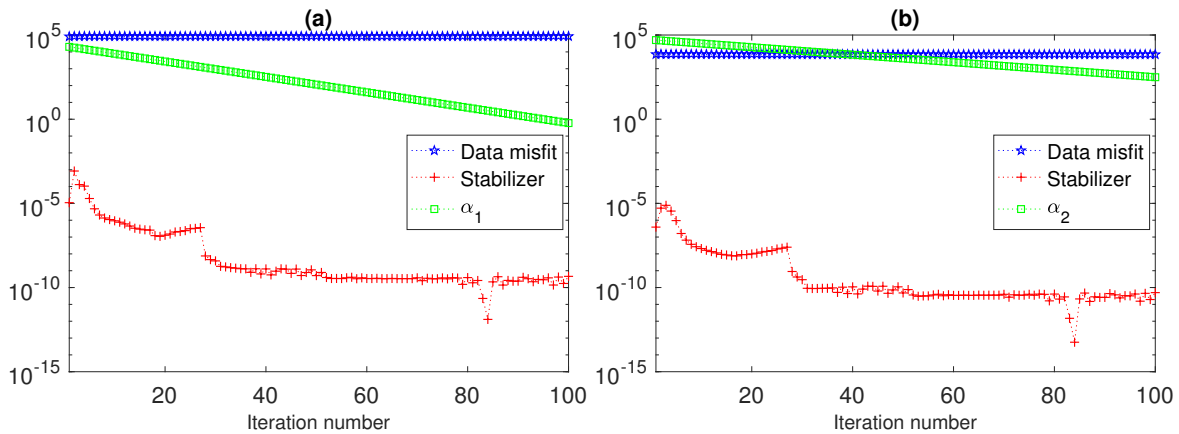 (a)
10^5
10^0
10^-5
10^-10
10^-15
Data misfit
Stabilizer
α_1
20
40
60
80
100
Iteration number
(b)
10^5
10^0
10^-5
10^-10
10^-15
Data misfit
Stabilizer
α_2
20
40
60
80
100
Iteration number